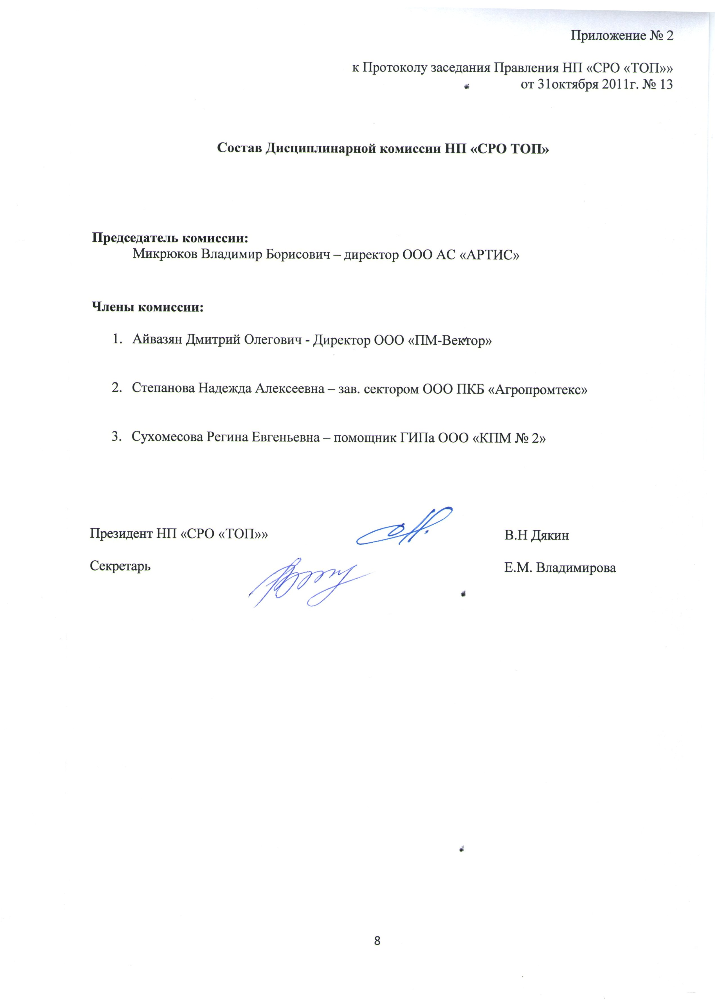 Приложение № 2
к Протоколу заседания Правления НП «СРО «ТОП»»
от 31октября 2011г. № 13
Состав Дисциплинарной комиссии НП «СРО ТОП»
Председатель комиссии:
Микрюков Владимир Борисович – директор ООО АС «АРТИС»
Члены комиссии:
1. Айвазян Дмитрий Олегович - Директор ООО «ПМ-Вектор»
2. Степанова Надежда Алексеевна – зав. сектором ООО ПКБ «Агропромтекс»
3. Сухомесова Регина Евгеньевна – помощник ГИПа ООО «КПМ № 2»
Президент НП «СРО «ТОП»» В.Н Дякин
Секретарь Е.М. Владимирова
8